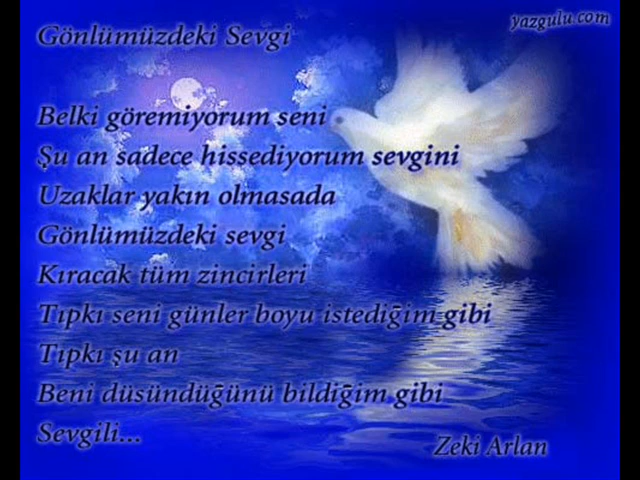 yazgulu.com
Gönlümüzdeki Sevgi
Belki göremiyorum seni
Şu an sadece hissediyorum sevgini
Uzaklar yakın olmasada
Gönlümüzdeki sevgi
Kıracak tüm zincirleri
Tıpkı seni günler boyu istediğim gibi
Tıpkı şu an
Beni düsündüğünü bildiğim gibi
Sevgili...
Zeki Arlan